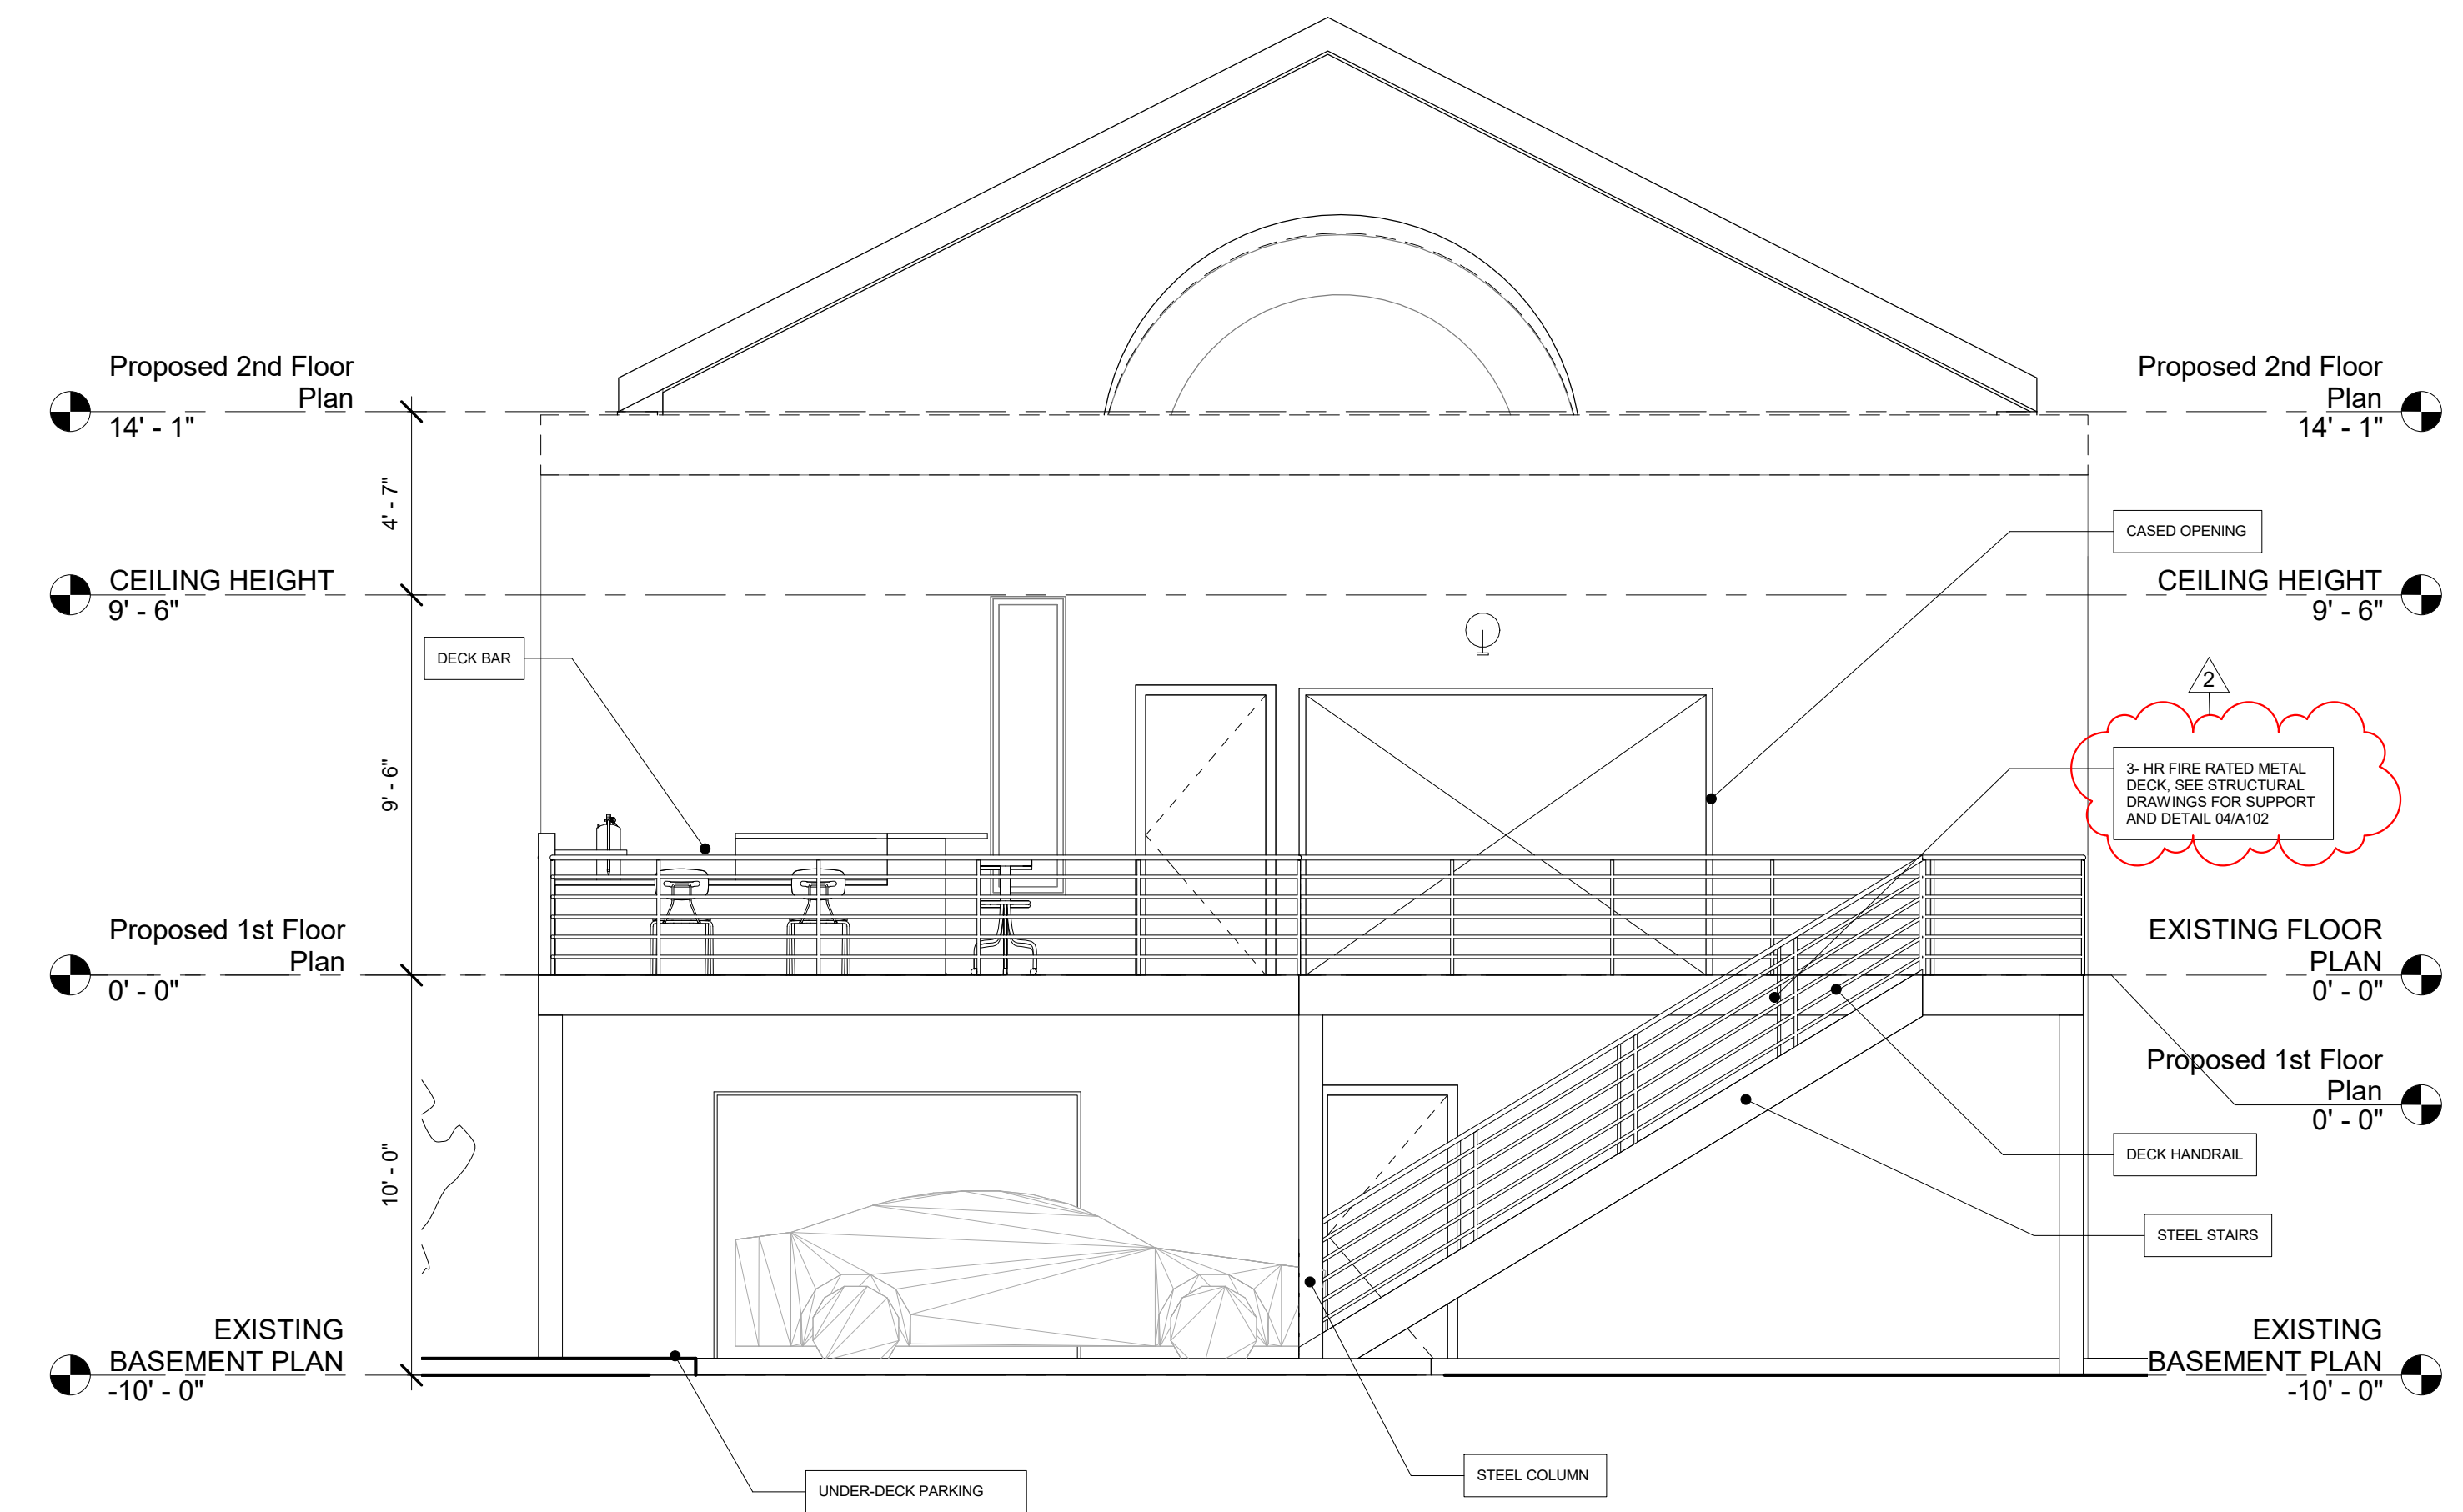 Proposed 2nd Floor
Plan
14' - 1"
Proposed 2nd Floor
Plan
14' - 1"
4' - 7"
CASED OPENING
CEILING HEIGHT
9' - 6"
CEILING HEIGHT
9' - 6"
DECK BAR
2
9' - 6"
3- HR FIRE RATED METAL
DECK, SEE STRUCTURAL
DRAWINGS FOR SUPPORT
AND DETAIL 04/A102
Proposed 1st Floor
Plan
0' - 0"
EXISTING FLOOR
PLAN
0' - 0"
Proposed 1st Floor
Plan
0' - 0"
10' - 0"
DECK HANDRAIL
STEEL STAIRS
EXISTING
BASEMENT PLAN
-10' - 0"
EXISTING
BASEMENT PLAN
-10' - 0"
STEEL COLUMN
UNDER-DECK PARKING